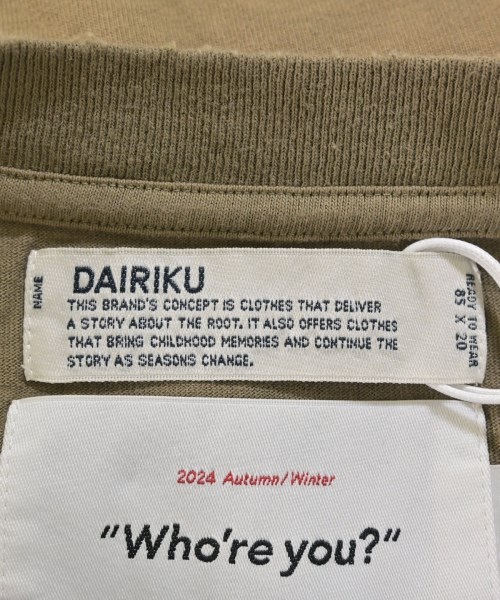 NAME
DAIRIKU
THIS BRAND'S CONCEPT IS CLOTHES THAT DELIVER
A STORY ABOUT THE ROOT. IT ALSO OFFERS CLOTHES
THAT BRING CHILDHOOD MEMORIES AND CONTINUE THE
STORY AS SEASONS CHANGE.
READY TO WEAR
85 X 20
2024 Autumn/Winter
"Who're you?"